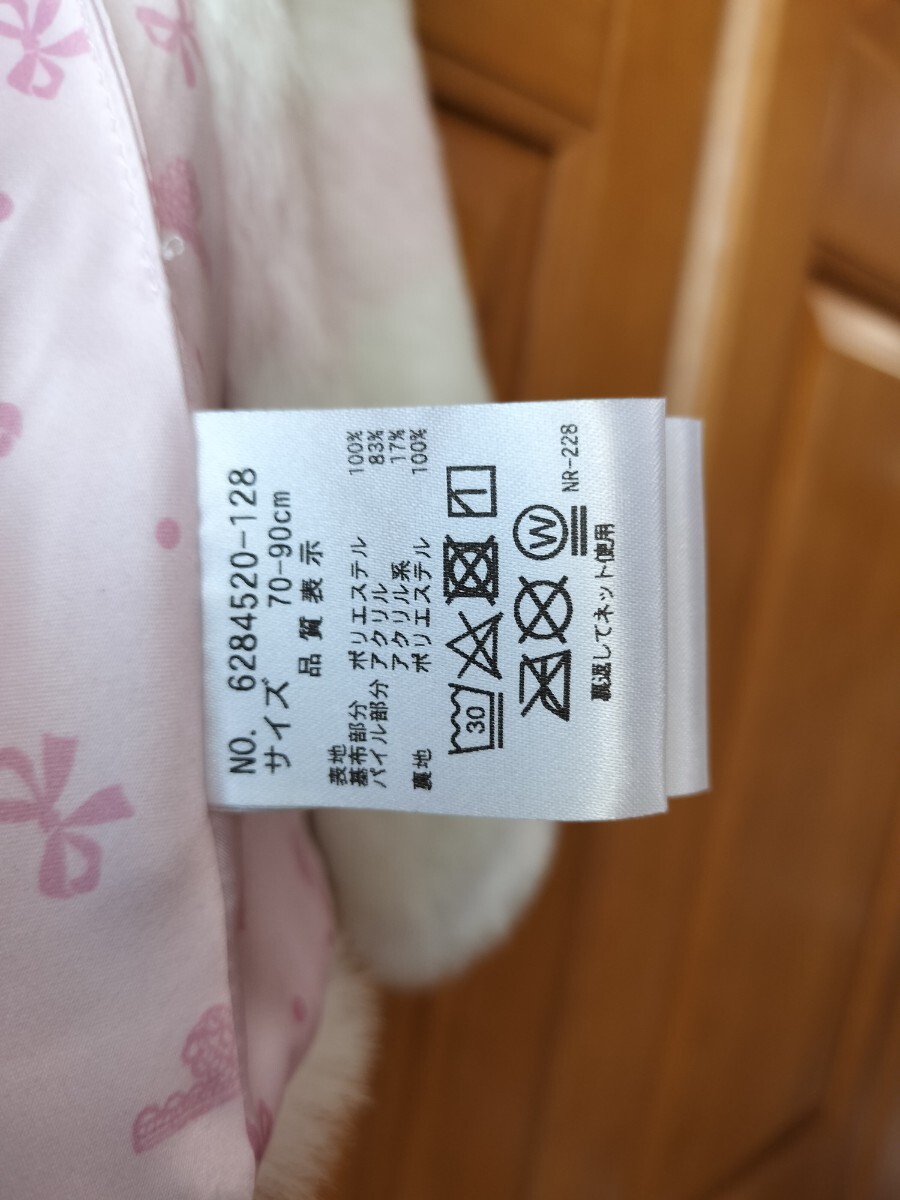 NO. 6284520-128
サイズ 70-90cm
品質表示
表地
基布部分 ポリエステル 100%
パイル部分 アクリル 83%
アクリル系 17%
裏地 ポリエステル 100%
30
W
裏返してネット使用
NR-228